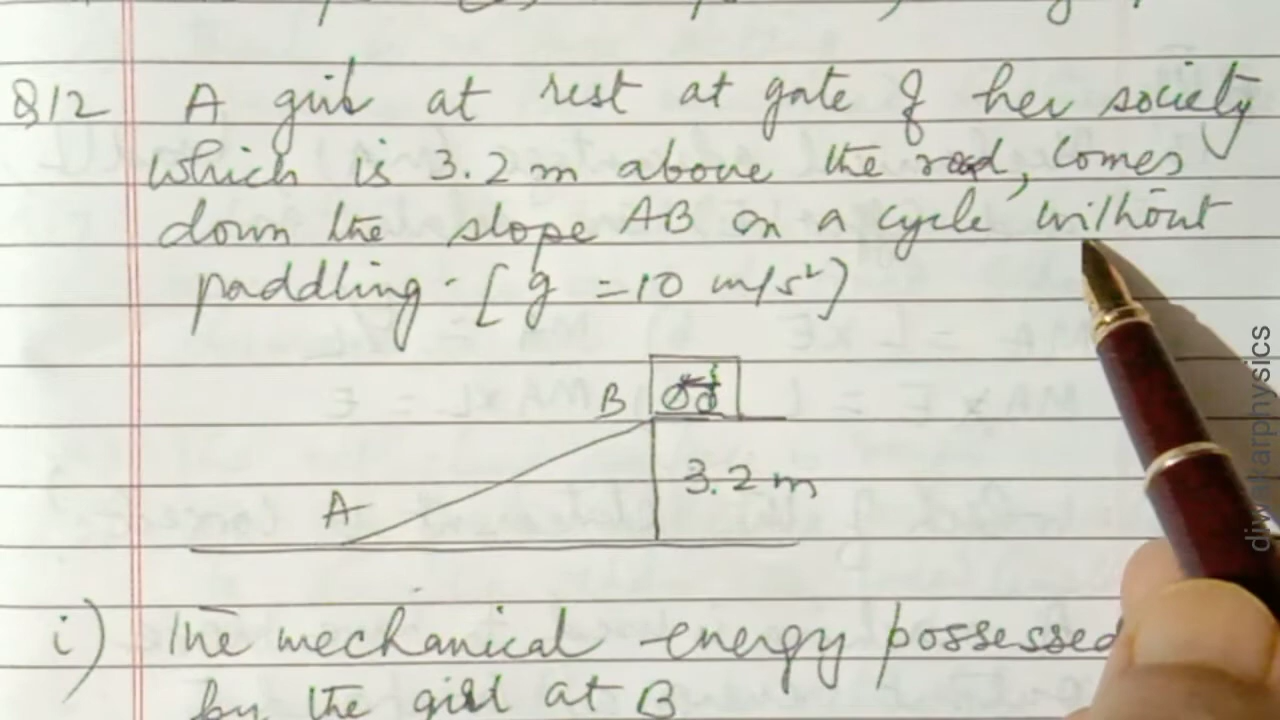 Q12 A girl at rest at gate of her society
which is 3.2 m above the road, comes
down the slope AB on a cycle without
paddling. [g = 10 m/s²)
B
3.2 m
A
i) The mechanical energy possessed
by the girl at B
diwakarphysics